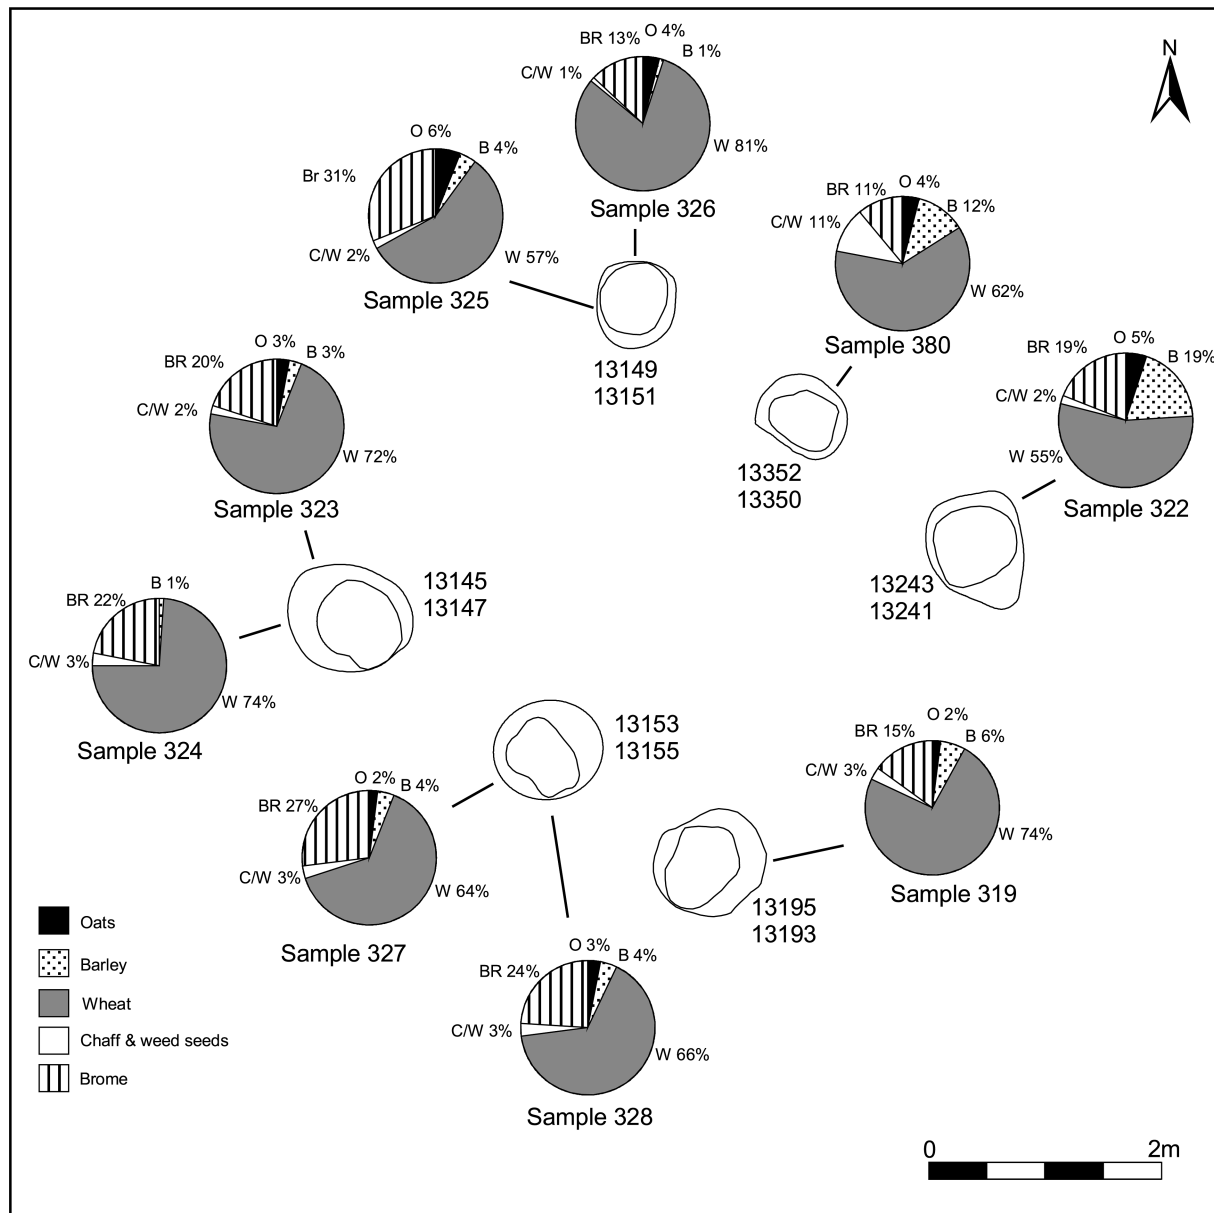 N
BR 13%
O 4%
B 1%
C/W 1%
W 81%
Sample 326
O 6%
B 4%
Br 31%
C/W 2%
W 57%
Sample 325
13149
13151
BR 11%
O 4%
B 12%
C/W 11%
W 62%
Sample 380
13352
13350
O 5%
BR 19%
B 19%
C/W 2%
W 55%
Sample 322
13243
13241
O 3%
B 3%
BR 20%
C/W 2%
W 72%
Sample 323
13145
13147
B 1%
BR 22%
C/W 3%
W 74%
Sample 324
13153
13155
O 2%
B 4%
BR 27%
C/W 3%
W 64%
Sample 327
O 2%
BR 15%
B 6%
C/W 3%
W 74%
Sample 319
13195
13193
O 3%
B 4%
BR 24%
C/W 3%
W 66%
Sample 328
Oats
Barley
Wheat
Chaff & weed seeds
Brome
0 2m